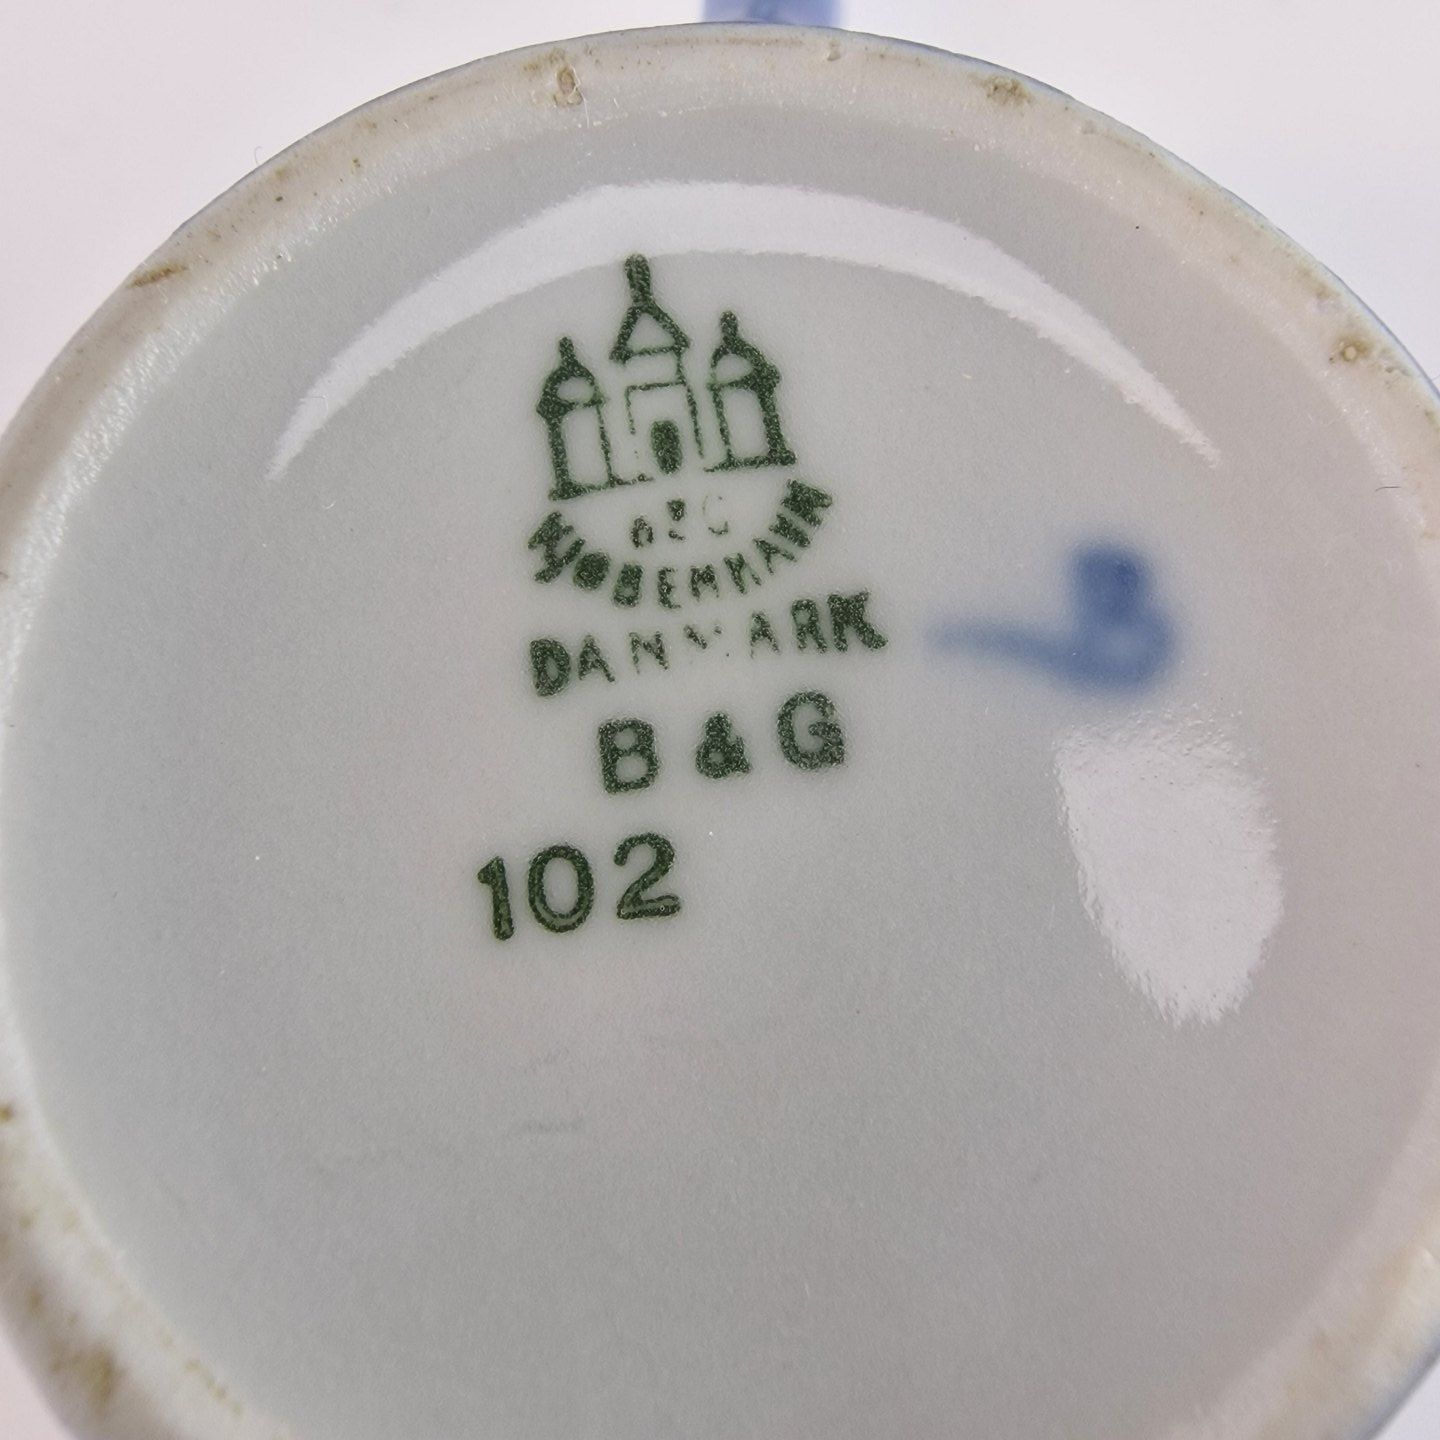 KJØBENHAVN
DANMARK
B & G
102